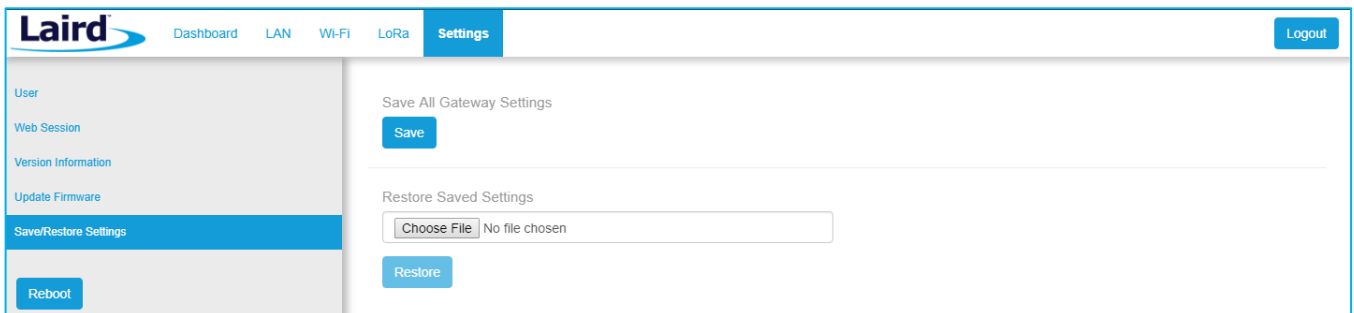 Laird™ Dashboard LAN Wi-Fi LoRa Settings Logout
User
Web Session
Version Information
Update Firmware
Save/Restore Settings
Reboot
Save All Gateway Settings
Save
Restore Saved Settings
Choose File No file chosen
Restore